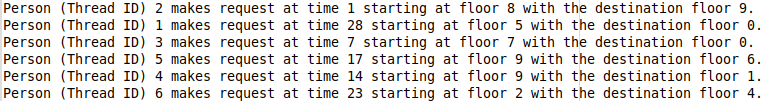 Person (Thread ID) 2 makes request at time 1 starting at floor 8 with the destination floor 9.
Person (Thread ID) 1 makes request at time 28 starting at floor 5 with the destination floor 0.
Person (Thread ID) 3 makes request at time 7 starting at floor 7 with the destination floor 0.
Person (Thread ID) 5 makes request at time 17 starting at floor 9 with the destination floor 6.
Person (Thread ID) 4 makes request at time 14 starting at floor 9 with the destination floor 1.
Person (Thread ID) 6 makes request at time 23 starting at floor 2 with the destination floor 4.